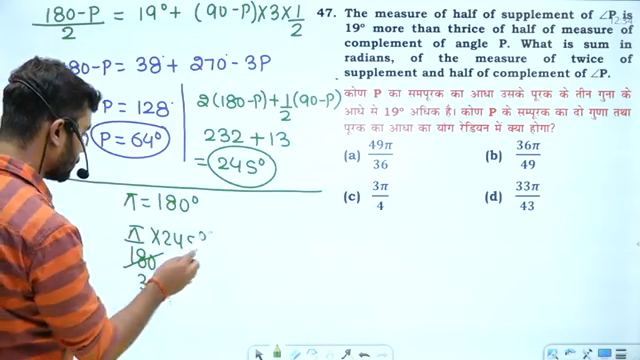 180-P/2 = 19° + (90-P)×3×1/2
80-P = 38° + 270° - 3P
P = 128°
P = 64°
2(180-P) + 1/2(90-P)
232 + 13
= 245°
π = 180°
π/180 × 245°
3
47. The measure of half of supplement of ∠P is
19° more than thrice of half of measure of
complement of angle P. What is sum in
radians, of the measure of twice of
supplement and half of complement of ∠P.
कोण P का सम्पूरक का आधा उसके पूरक के तीन गुना के
आधे से 19° अधिक है। कोण P के सम्पूरक का दो गुणा तथा
पूरक का आधा का योग रेडियन में क्या होगा?
(a) 49π/36 (b) 36π/49
(c) 3π/4 (d) 33π/43